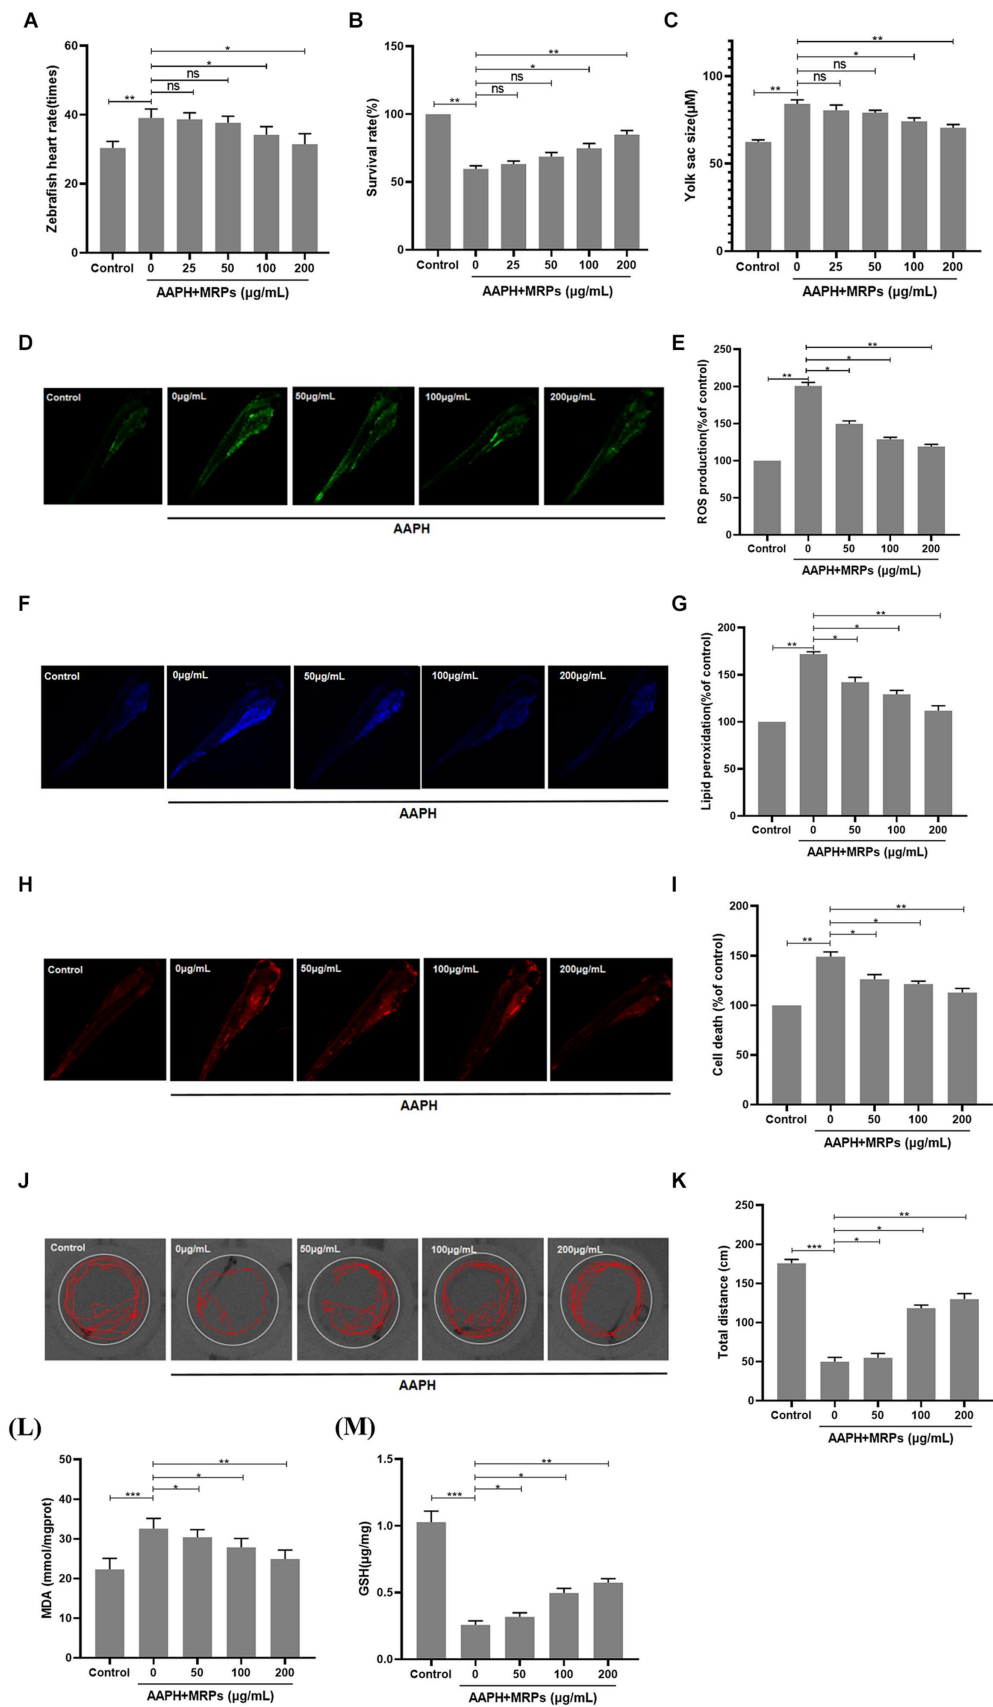 A
Zebrafish heart rate(times)
60
40
20
0
**
ns
ns
*
*
Control 0 25 50 100 200
AAPH+MRPs (µg/mL)
B
Survival rate(%)
150
100
50
0
**
ns
ns
*
**
Control 0 25 50 100 200
AAPH+MRPs (µg/mL)
C
Yolk sac size(µM)
100
50
0
**
ns
ns
*
**
Control 0 25 50 100 200
AAPH+MRPs (µg/mL)
D
Control 0µg/mL 50µg/mL 100µg/mL 200µg/mL
AAPH
E
ROS production(%of control)
250
200
150
100
50
0
**
*
*
**
Control 0 50 100 200
AAPH+MRPs (µg/mL)
F
Control 0µg/mL 50µg/mL 100µg/mL 200µg/mL
AAPH
G
Lipid peroxidation(%of control)
200
150
100
50
0
**
*
*
**
Control 0 50 100 200
AAPH+MRPs (µg/mL)
H
Control 0µg/mL 50µg/mL 100µg/mL 200µg/mL
AAPH
I
Cell death (%of control)
200
150
100
50
0
**
*
*
**
Control 0 50 100 200
AAPH+MRPs (µg/mL)
J
Control 0µg/mL 50µg/mL 100µg/mL 200µg/mL
AAPH
K
Total distance (cm)
250
200
150
100
50
0
***
*
*
**
Control 0 50 100 200
AAPH+MRPs (µg/mL)
(L)
MDA (mmol/mgprot)
50
40
30
20
10
0
***
*
*
**
Control 0 50 100 200
AAPH+MRPs (µg/mL)
(M)
GSH(µg/mg)
1.5
1.0
0.5
0.0
***
*
*
**
Control 0 50 100 200
AAPH+MRPs (µg/mL)